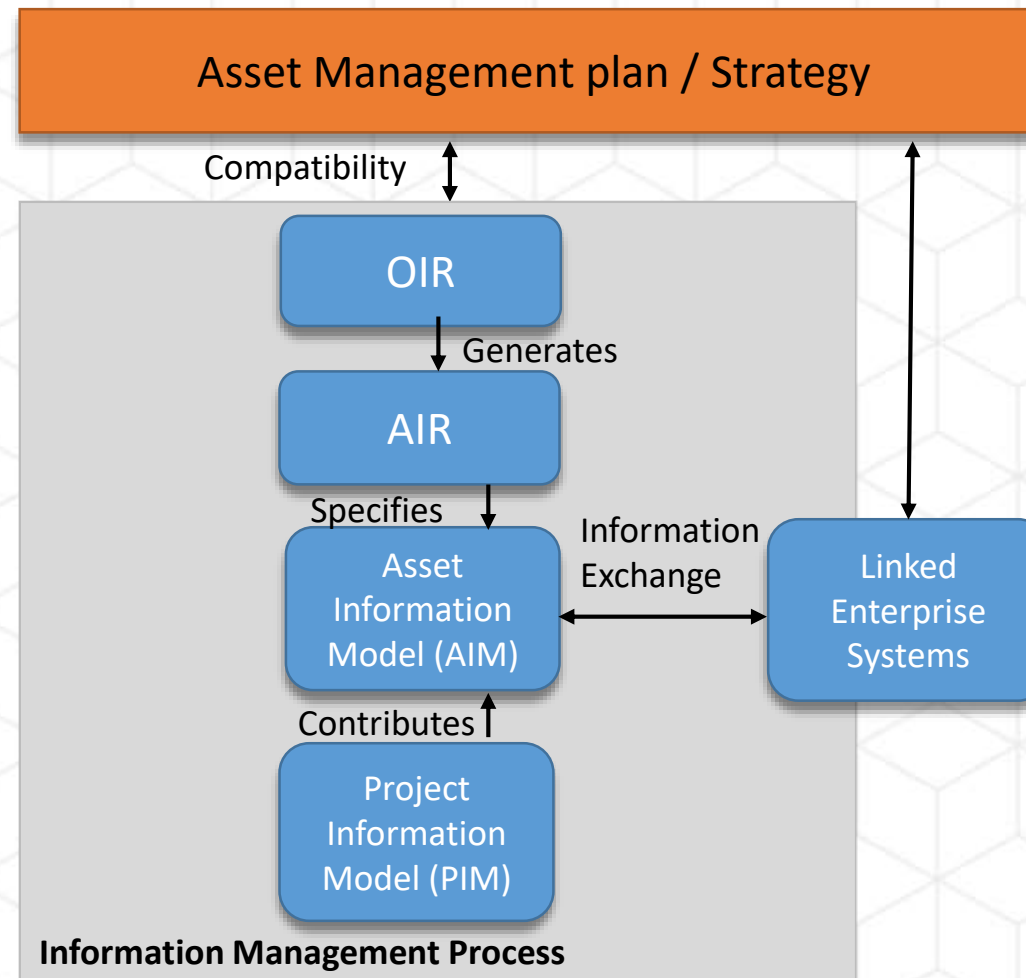 Asset Management plan / Strategy
Compatibility
OIR
Generates
AIR
Specifies
Asset
Information
Model (AIM)
Information
Exchange
Linked
Enterprise
Systems
Contributes
Project
Information
Model (PIM)
Information Management Process